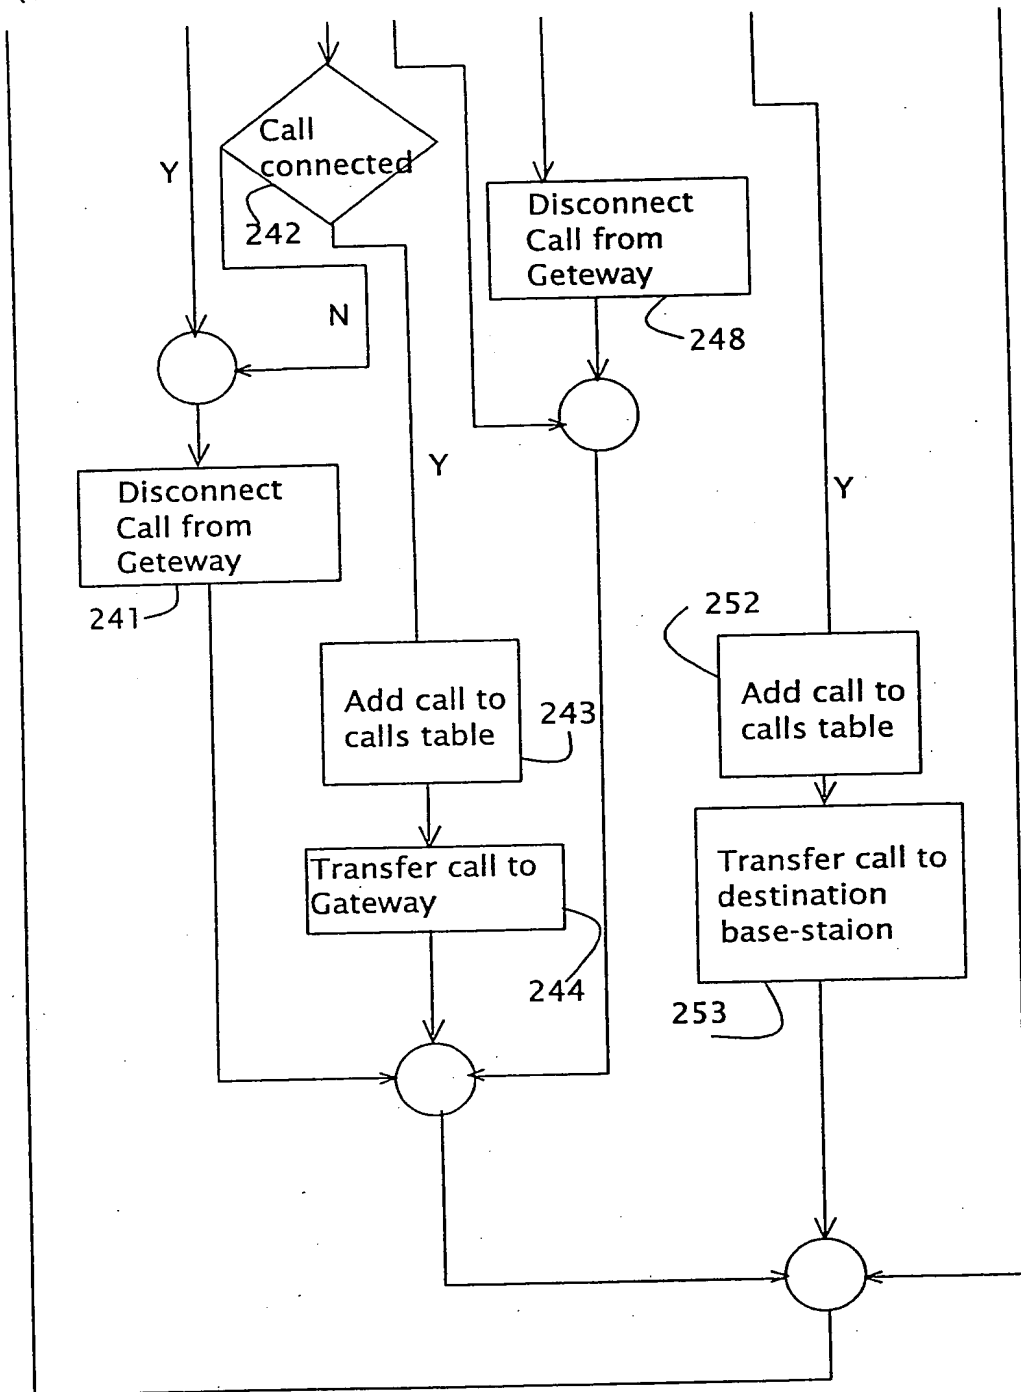 Call
connected
Y
242
N
Disconnect
Call from
Geteway
248
Disconnect
Call from
Geteway
241
Y
Add call to
calls table
243
Transfer call to
Gateway
244
Y
252
Add call to
calls table
Transfer call to
destination
base-staion
253